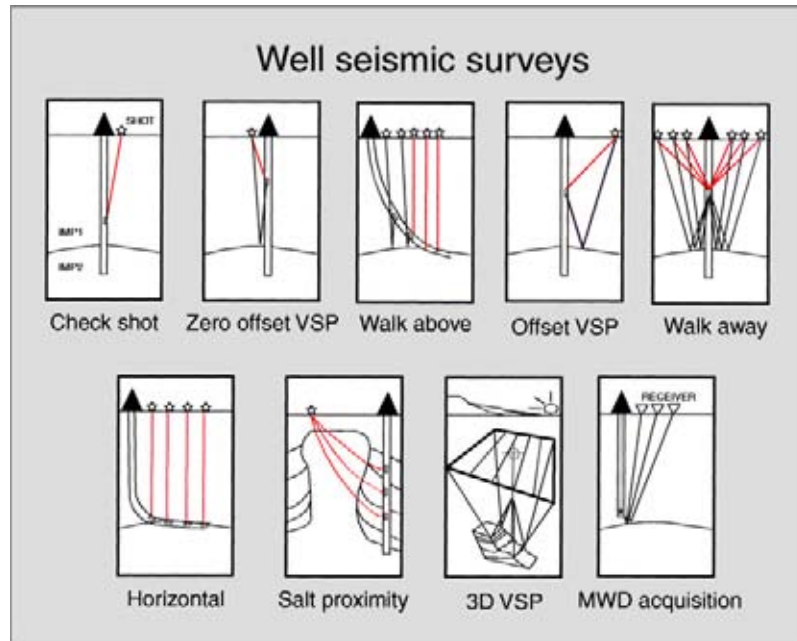 Well seismic surveys
SHOT
IMP1
IMP2
Check shot
Zero offset VSP
Walk above
Offset VSP
Walk away
RECEIVER
Horizontal
Salt proximity
3D VSP
MWD acquisition